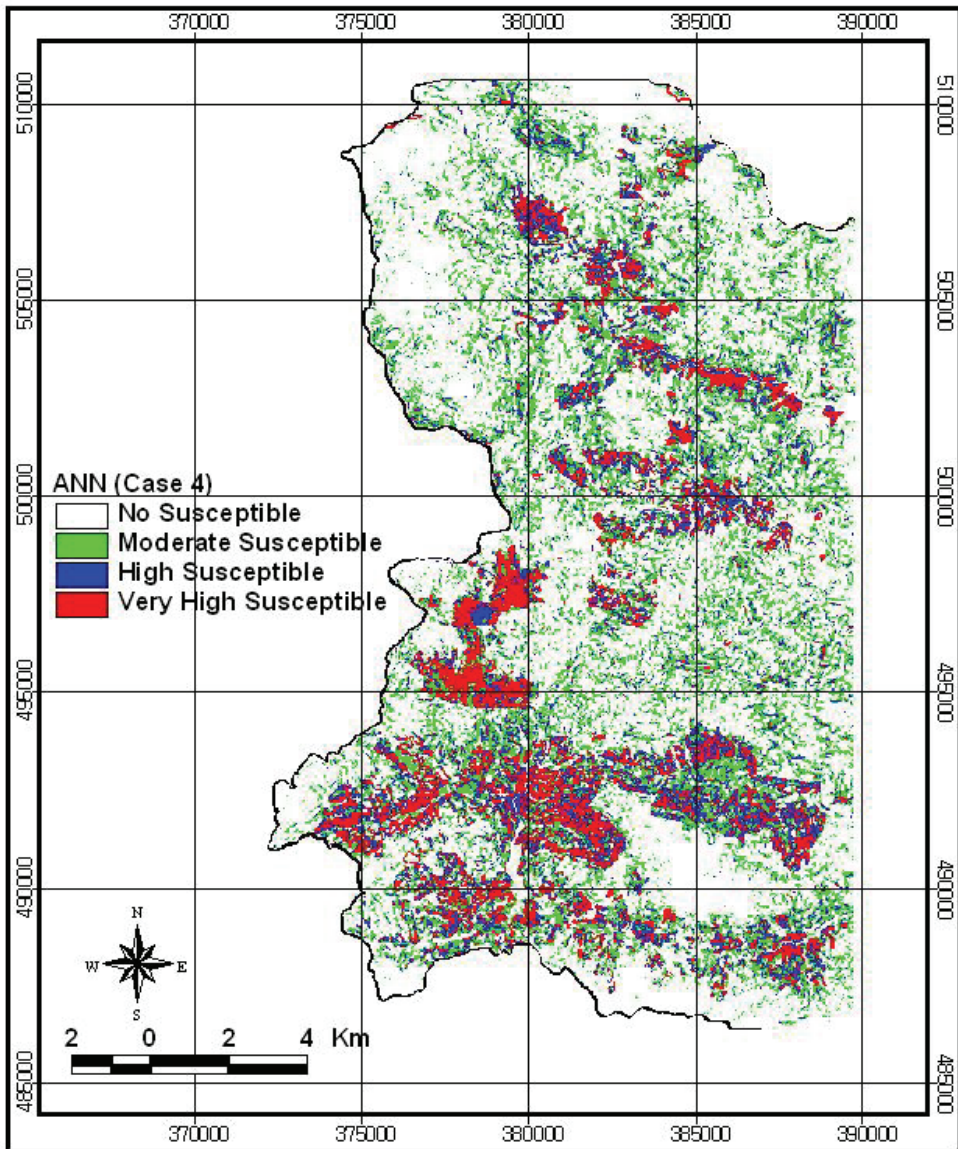 370000 375000 380000 385000 390000
510000 510000
505000 505000
ANN (Case 4)
500000 500000
No Susceptible
Moderate Susceptible
High Susceptible
Very High Susceptible
495000 495000
490000 490000
N
W E
S
2 0 2 4 Km
485000 485000
370000 375000 380000 385000 390000